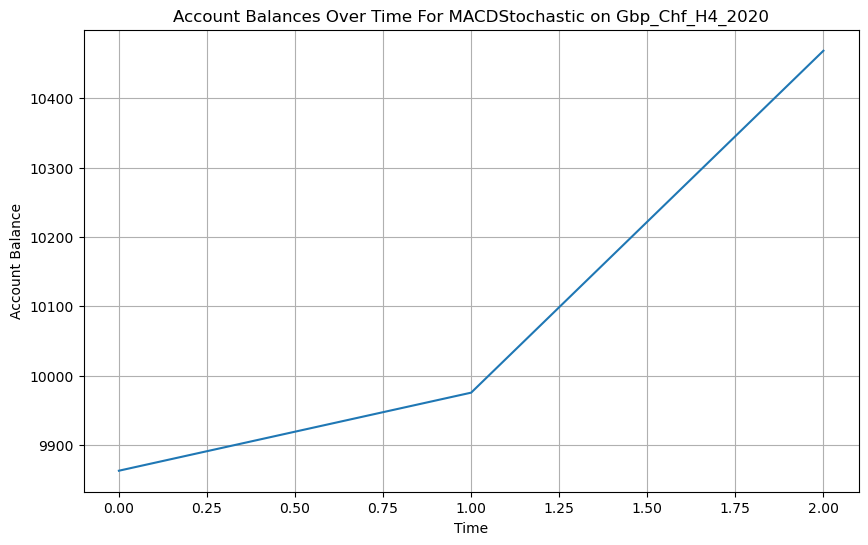 Account Balances Over Time For MACDStochastic on Gbp_Chf_H4_2020
Account Balance
10400
10300
10200
10100
10000
9900
0.00 0.25 0.50 0.75 1.00 1.25 1.50 1.75 2.00
Time